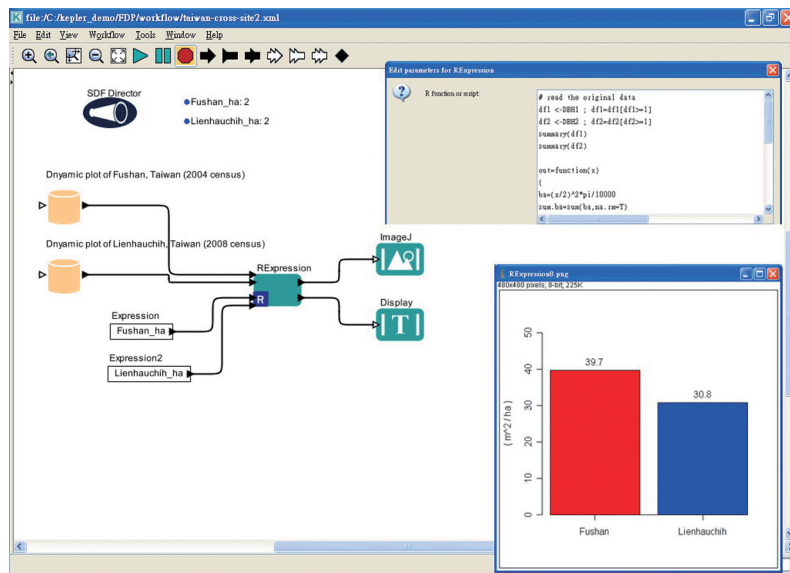 file:/C:/kepler_demo/FDP/workflow/taiwan-cross-site2.xml
File Edit View Workflow Tools Window Help
SDF Director
Fushan_ha: 2
Lienhauchih_ha: 2
Edit parameters for RExpression
R function or script:
# read the original data
df1 <-DBH1 ; df1=df1[df1>=1]
df2 <-DBH2 ; df2=df2[df2>=1]
summary(df1)
summary(df2)
out=function(x)
{
ba=(x/2)^2*pi/10000
sum.ba=sum(ba,na.rm=T)
Dnyamic plot of Fushan, Taiwan (2004 census)
Dnyamic plot of Lienhauchih, Taiwan (2008 census)
RExpression
R
ImageJ
Display
T
Expression
Fushan_ha
Expression2
Lienhauchih_ha
RExpression0.png
480x480 pixels; 8-bit; 225K
( m^2 / ha )
50
40
30
20
10
0
39.7
30.8
Fushan
Lienhauchih